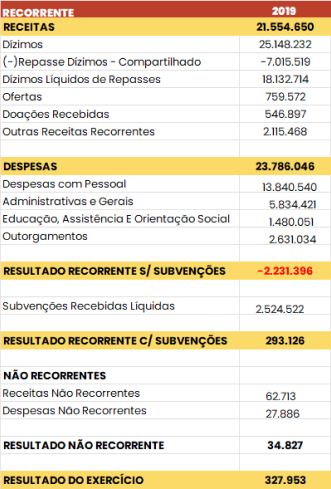 RECORRENTE 2019
RECEITAS 21.554.650
Dízimos 25.148.232
(-)Repasse Dízimos - Compartilhado -7.015.519
Dízimos Líquidos de Repasses 18.132.714
Ofertas 759.572
Doações Recebidas 546.897
Outras Receitas Recorrentes 2.115.468
DESPESAS 23.786.046
Despesas com Pessoal 13.840.540
Administrativas e Gerais 5.834.421
Educação, Assistência E Orientação Social 1.480.051
Outorgamentos 2.631.034
RESULTADO RECORRENTE S/ SUBVENÇÕES -2.231.396
Subvenções Recebidas Líquidas 2.524.522
RESULTADO RECORRENTE C/ SUBVENÇÕES 293.126
NÃO RECORRENTES
Receitas Não Recorrentes 62.713
Despesas Não Recorrentes 27.886
RESULTADO NÃO RECORRENTE 34.827
RESULTADO DO EXERCÍCIO 327.953